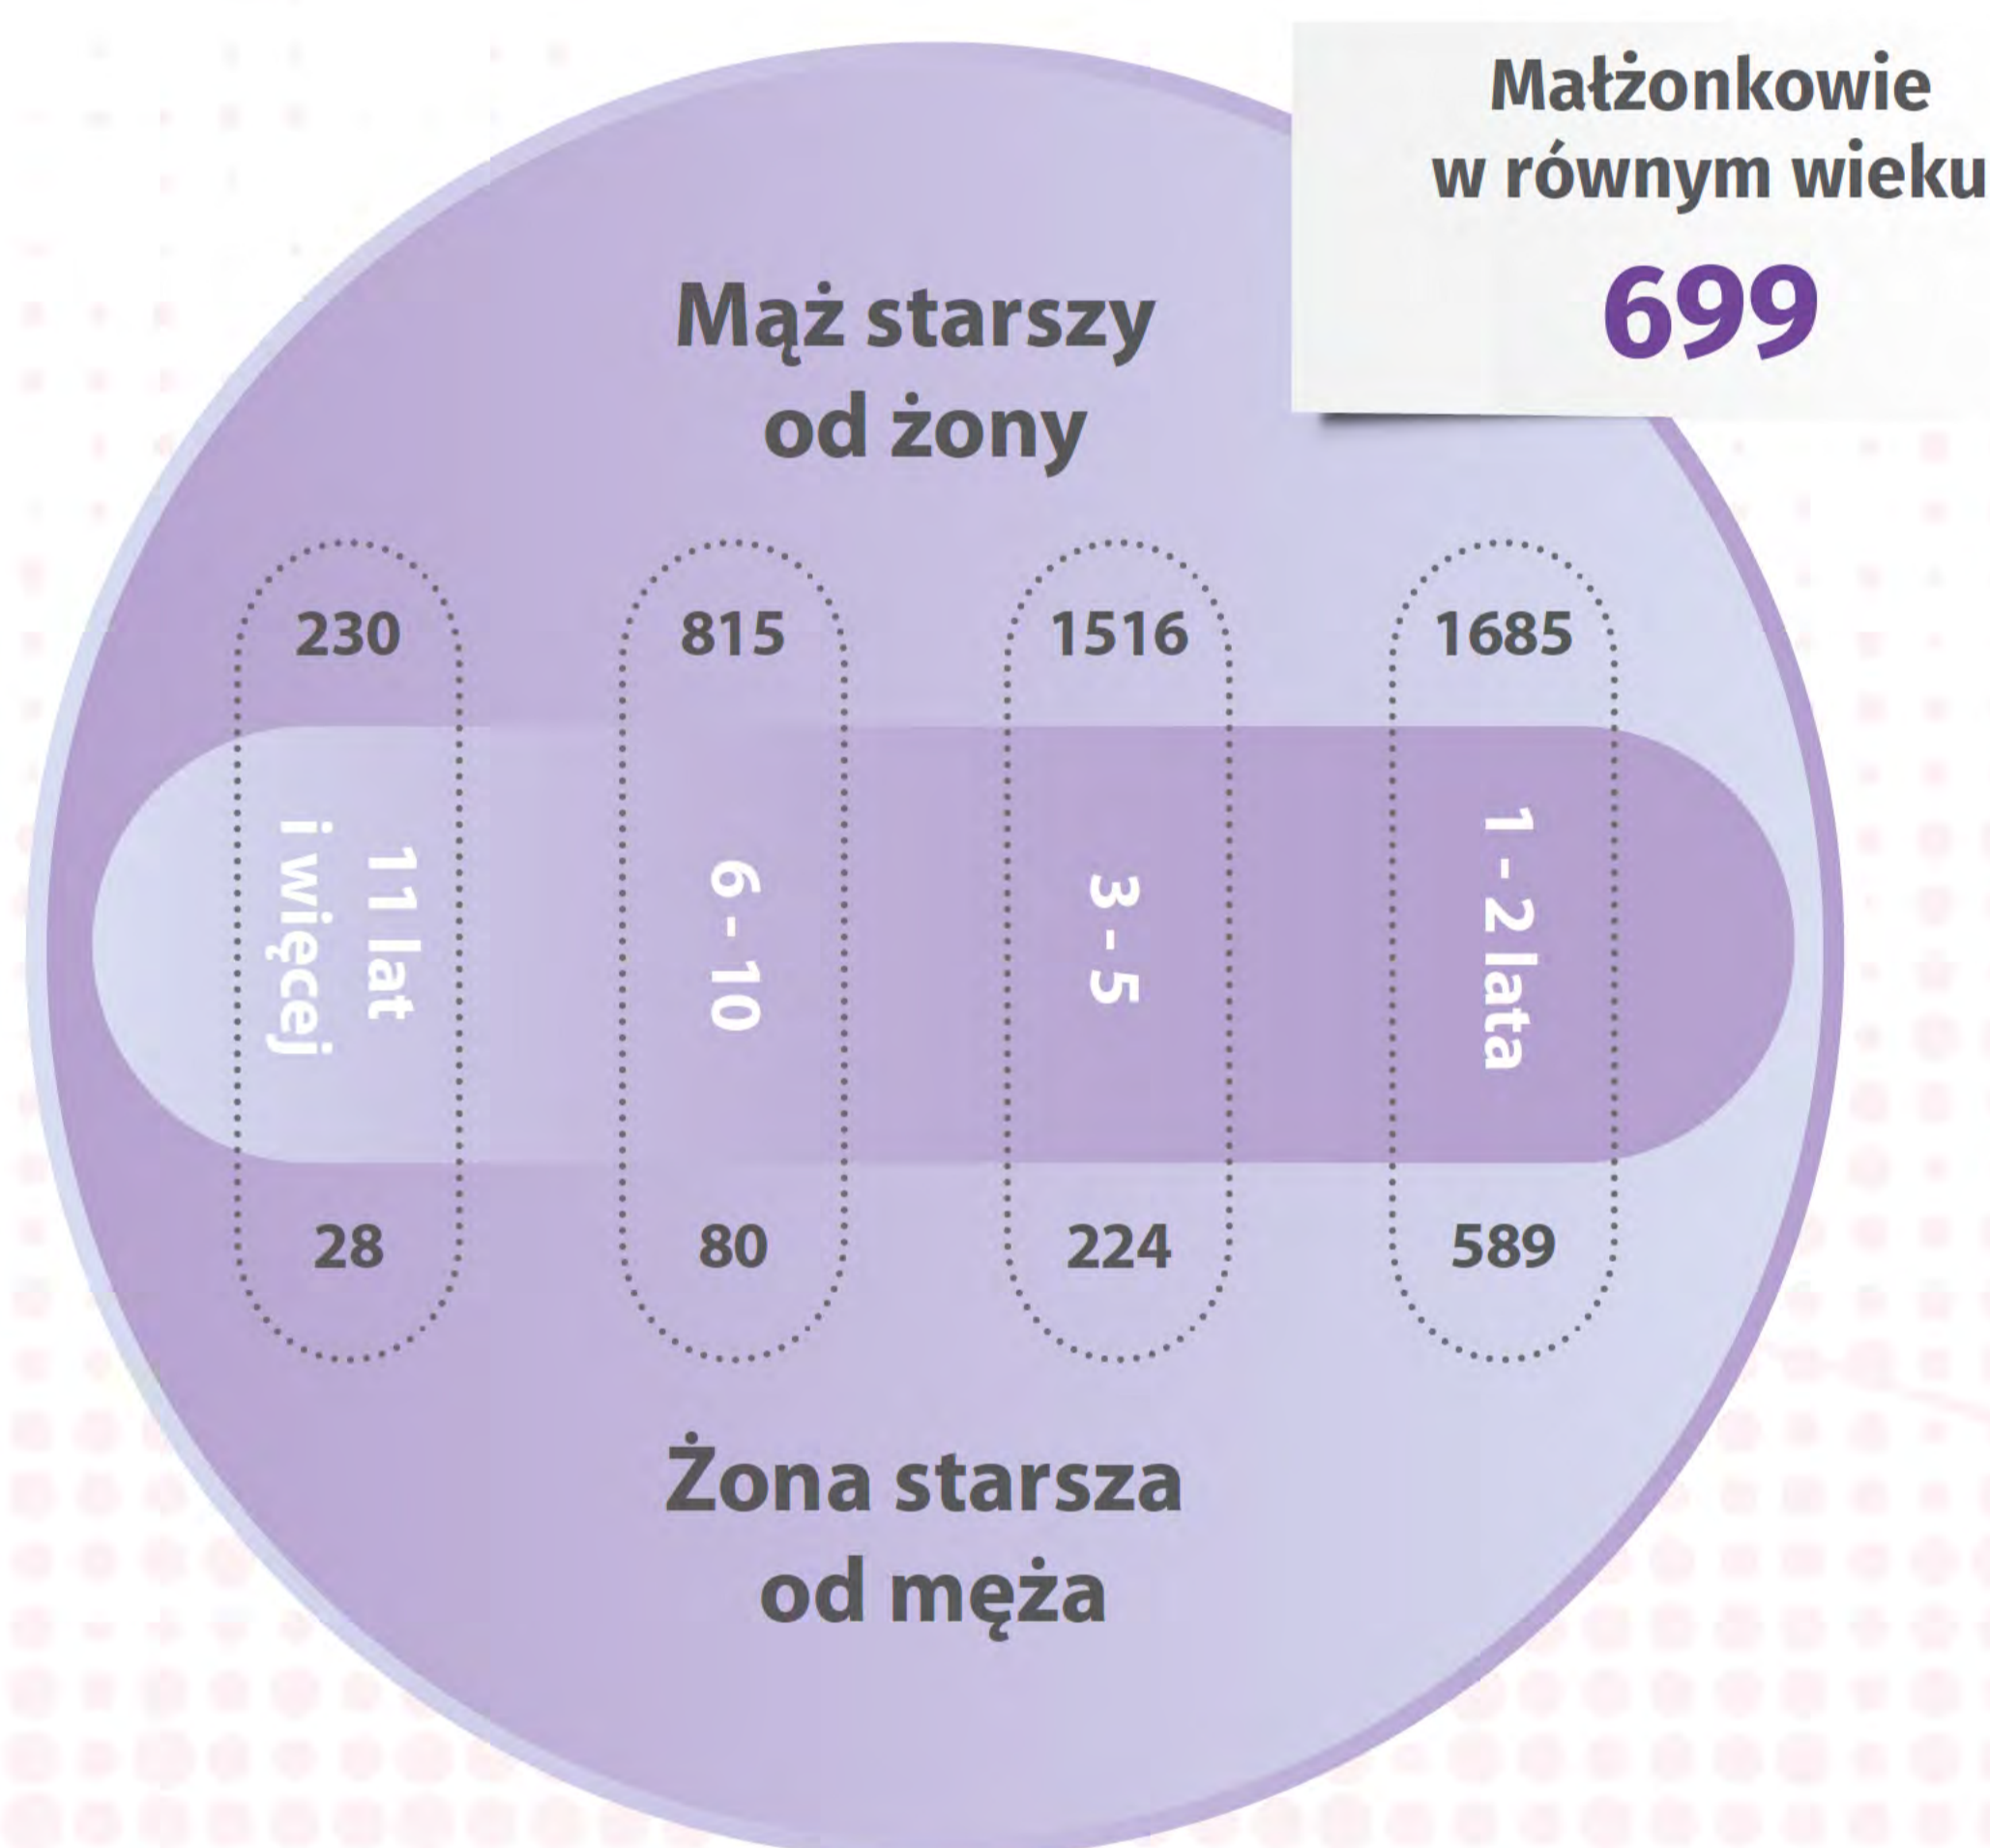 Małżonkowie
w równym wieku
699
Mąż starszy
od żony
230
815
1516
1685
11 lat
i więcej
6 - 10
3 - 5
1 - 2 lata
28
80
224
589
Żona starsza
od męża